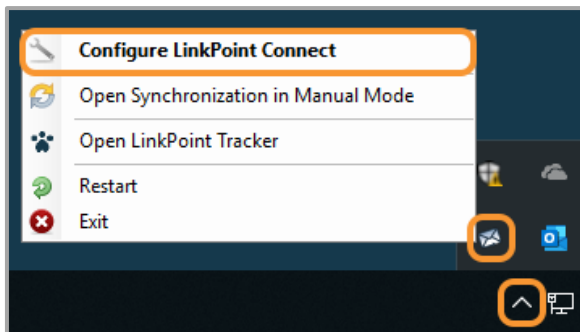 Configure LinkPoint Connect
Open Synchronization in Manual Mode
Open LinkPoint Tracker
Restart
Exit